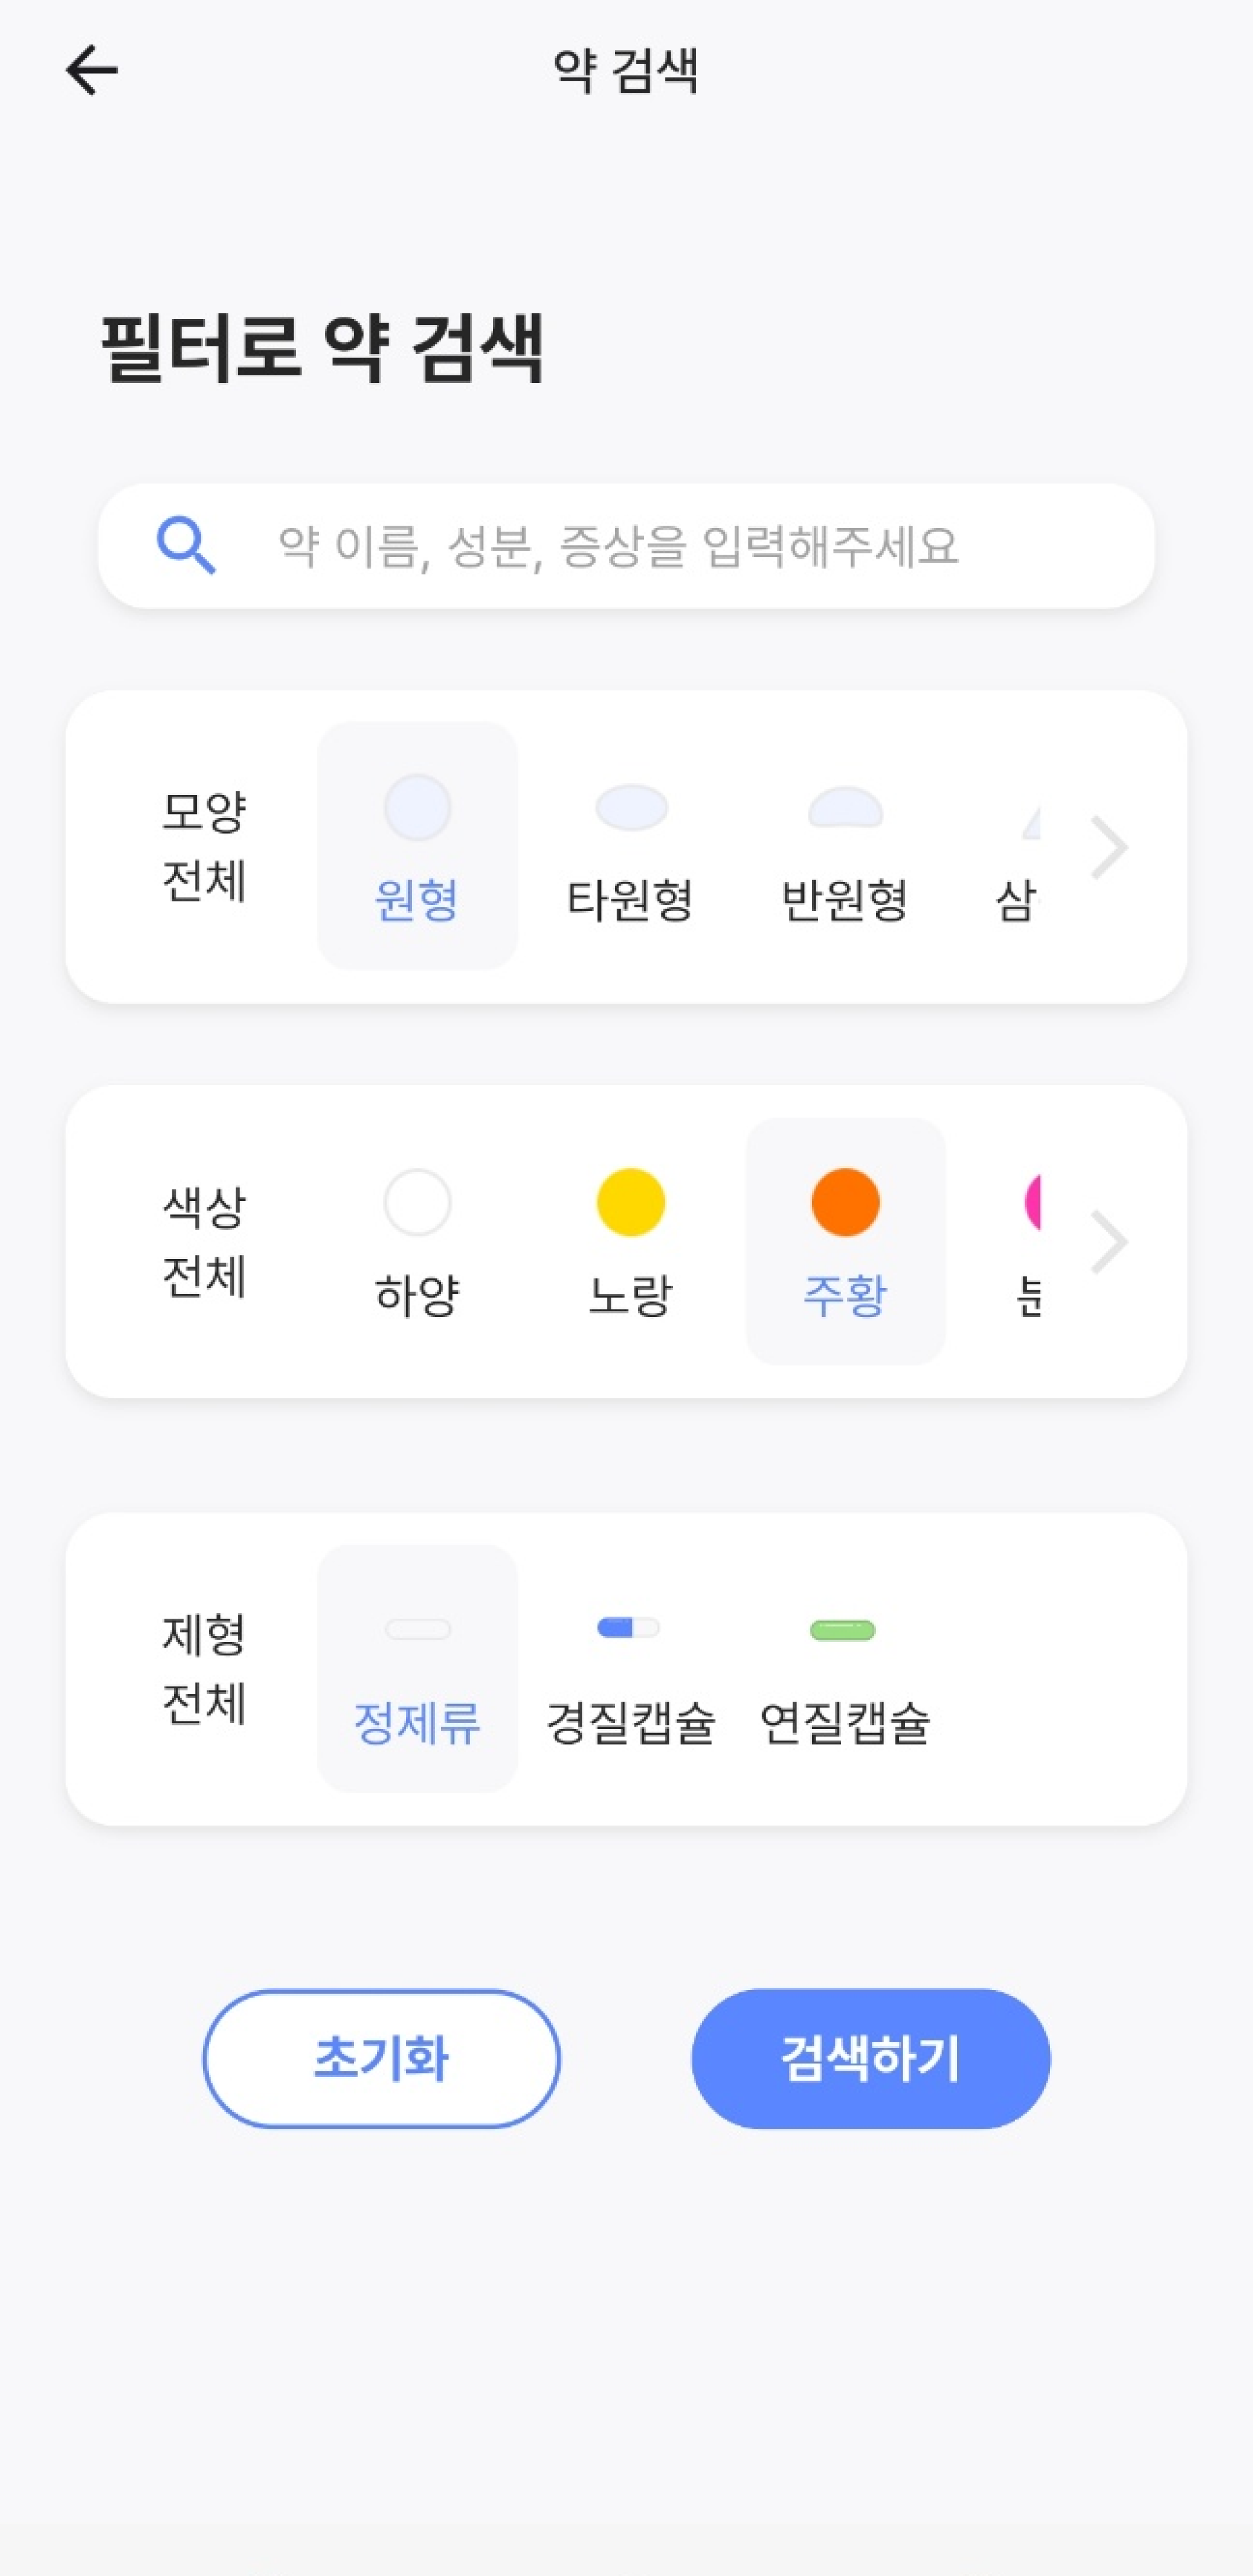 약 검색
필터로 약 검색
약 이름, 성분, 증상을 입력해주세요
모양
전체
원형
타원형
반원형
삼
색상
전체
하양
노랑
주황
제형
전체
정제류
경질캡슐
연질캡슐
초기화
검색하기